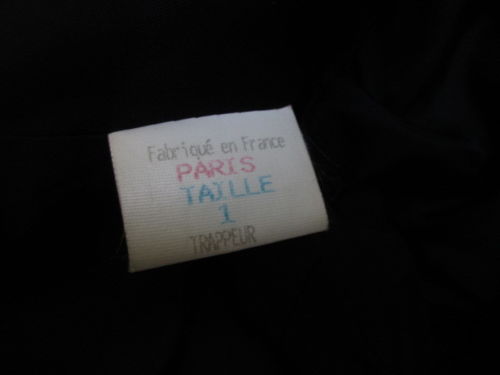 Fabriqué en France
PARIS
TAILLE
1
TRAPPEUR